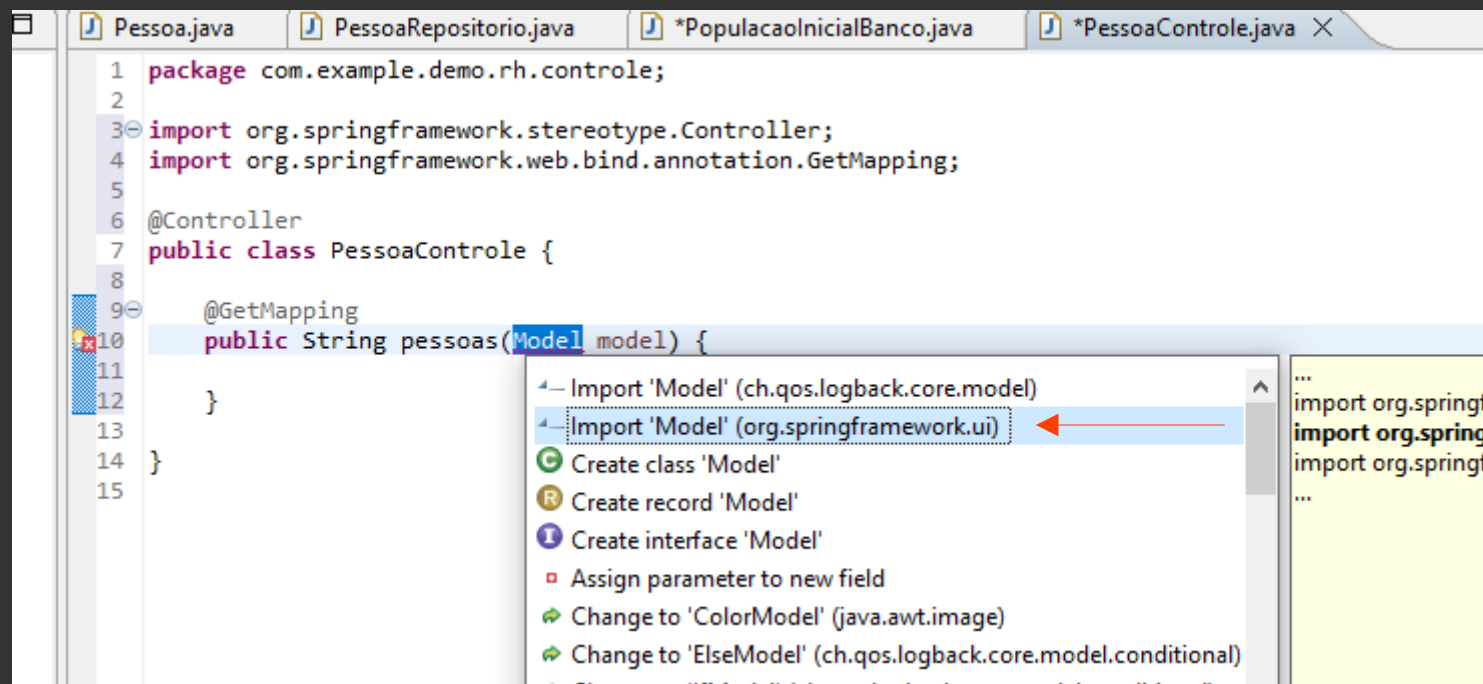 Pessoa.java PessoaRepositorio.java *PopulacaoInicialBanco.java *PessoaControle.java
1 package com.example.demo.rh.controle;
2
3 import org.springframework.stereotype.Controller;
4 import org.springframework.web.bind.annotation.GetMapping;
5
6 @Controller
7 public class PessoaControle {
8
9 @GetMapping
10 public String pessoas(Model model) {
11
12 }
13
14 }
15
Import 'Model' (ch.qos.logback.core.model)
Import 'Model' (org.springframework.ui)
Create class 'Model'
Create record 'Model'
Create interface 'Model'
Assign parameter to new field
Change to 'ColorModel' (java.awt.image)
Change to 'ElseModel' (ch.qos.logback.core.model.conditional)
...
import org.springf
import org.spring
import org.springf
...